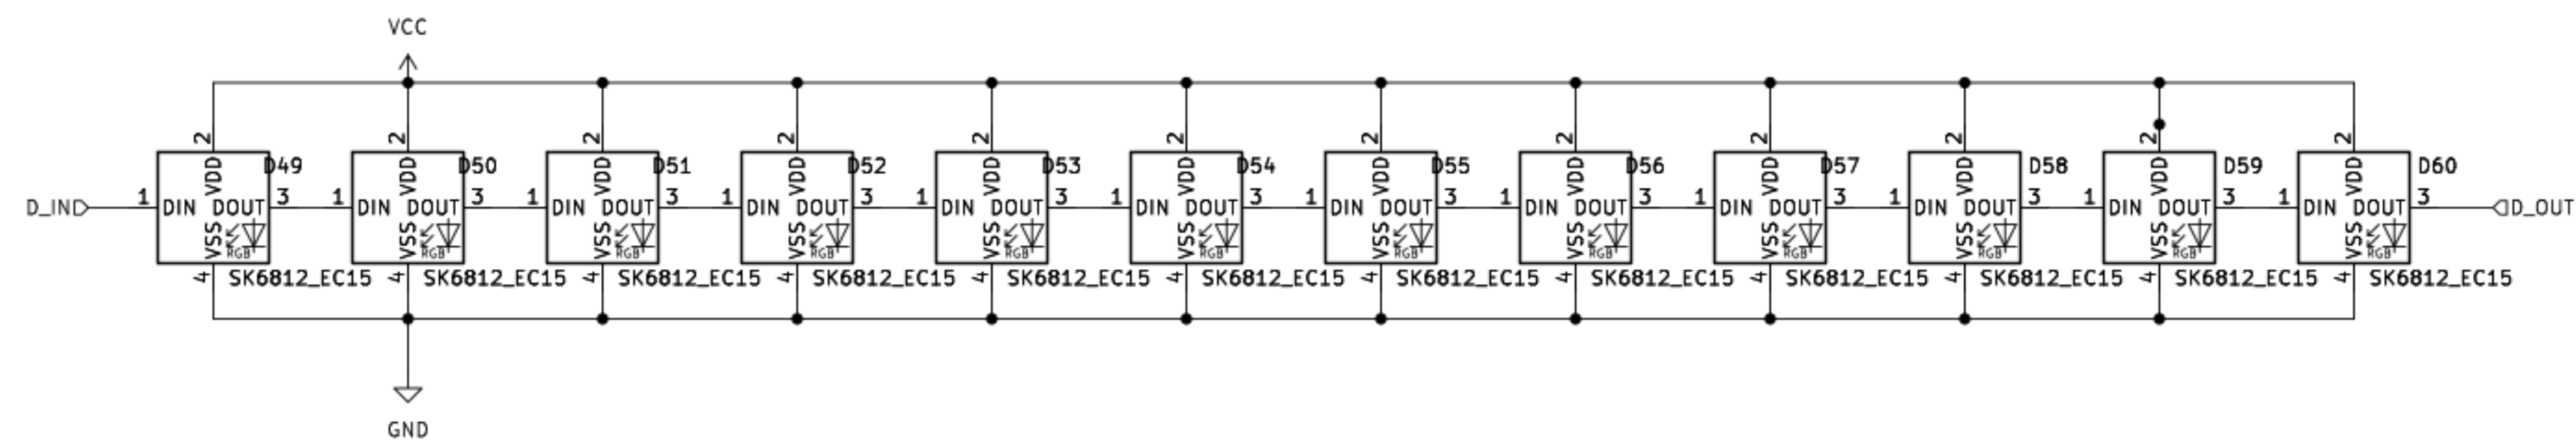 VCC
2 2 2 2 2 2 2 2 2 2 2 2
D49 D50 D51 D52 D53 D54 D55 D56 D57 D58 D59 D60
VDD VDD VDD VDD VDD VDD VDD VDD VDD VDD VDD VDD
D_IN 1 DIN DOUT 3 1 DIN DOUT 3 1 DIN DOUT 3 1 DIN DOUT 3 1 DIN DOUT 3 1 DIN DOUT 3 1 DIN DOUT 3 1 DIN DOUT 3 1 DIN DOUT 3 1 DIN DOUT 3 1 DIN DOUT 3 1 DIN DOUT 3 D_OUT
VSS RGB VSS RGB VSS RGB VSS RGB VSS RGB VSS RGB VSS RGB VSS RGB VSS RGB VSS RGB VSS RGB VSS RGB
4 SK6812_EC15 4 SK6812_EC15 4 SK6812_EC15 4 SK6812_EC15 4 SK6812_EC15 4 SK6812_EC15 4 SK6812_EC15 4 SK6812_EC15 4 SK6812_EC15 4 SK6812_EC15 4 SK6812_EC15 4 SK6812_EC15
GND